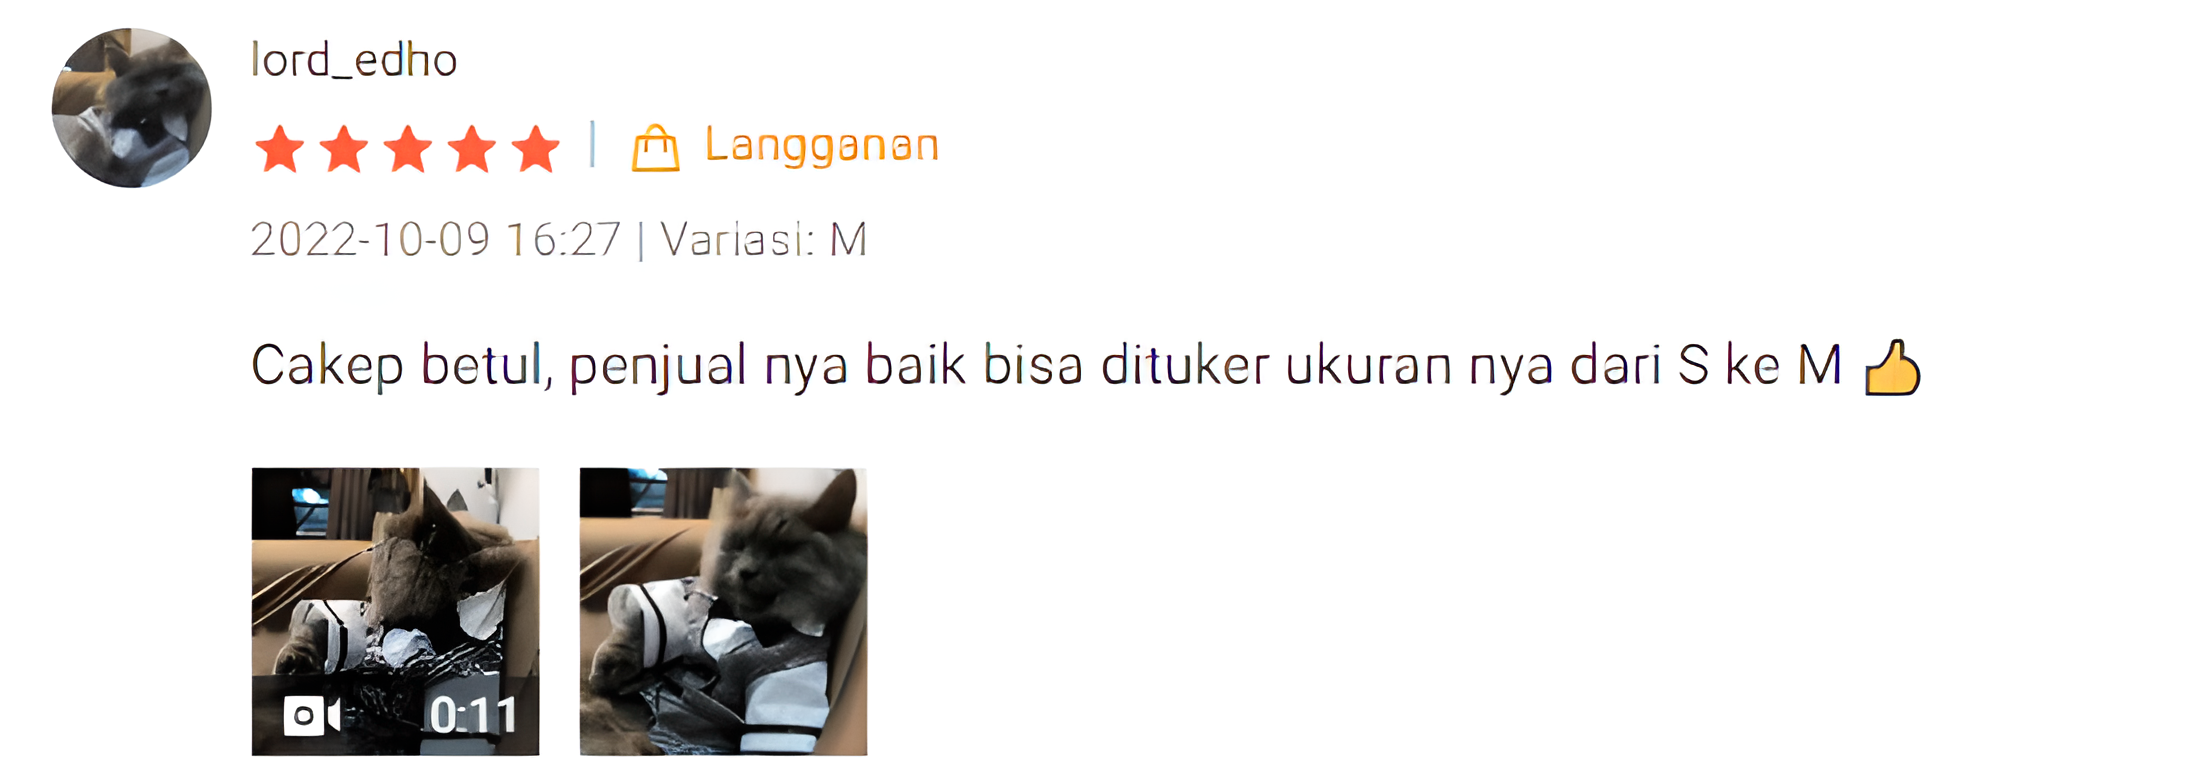 lord_edho
Langganan
2022-10-09 16:27 | Variasi: M
Cakep betul, penjual nya baik bisa dituker ukuran nya dari S ke M 👍
0:11